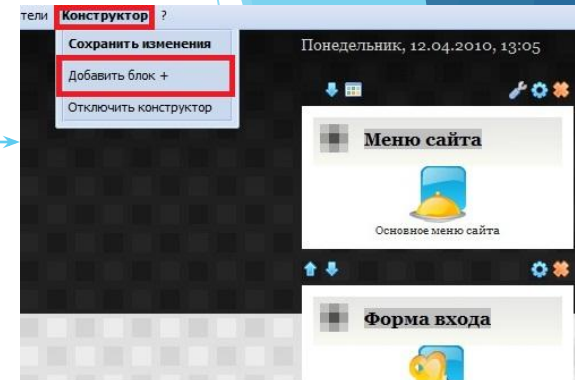 тели Конструктор ?
Сохранить изменения
Добавить блок +
Отключить конструктор
Понедельник, 12.04.2010, 13:05
Меню сайта
Основное меню сайта
Форма входа